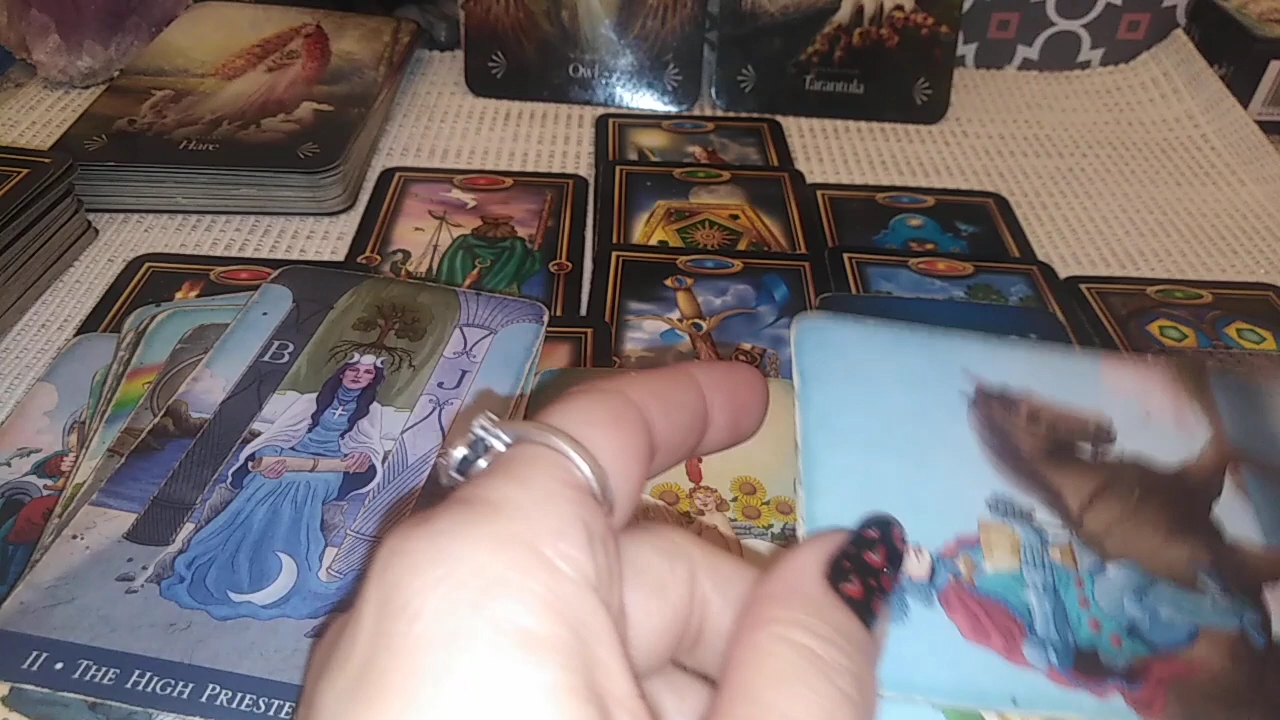 Owl
Tarantula
Hare
B
J
II • THE HIGH PRIESTE